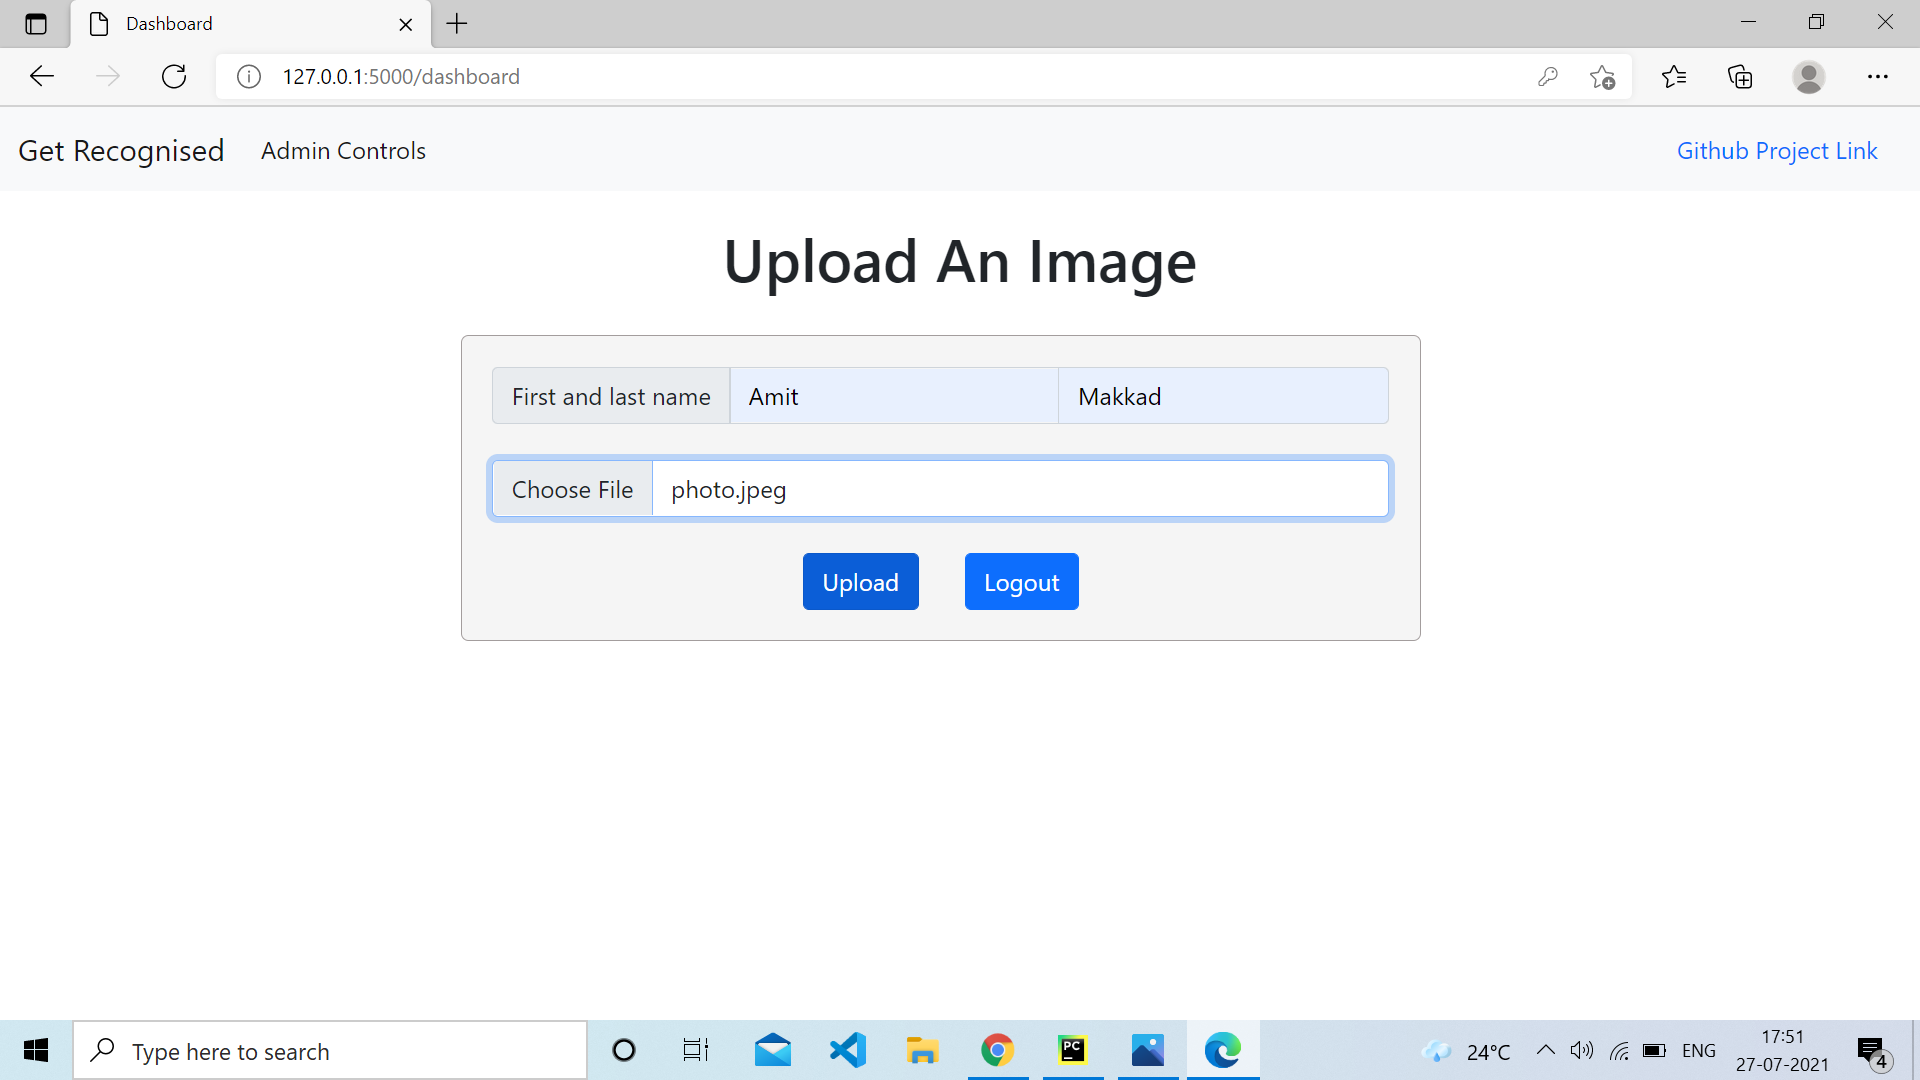 Dashboard
127.0.0.1:5000/dashboard
Get Recognised Admin Controls Github Project Link
Upload An Image
First and last name Amit Makkad
Choose File photo.jpeg
Upload Logout
Type here to search
PC
24°C
ENG
17:51
27-07-2021
4